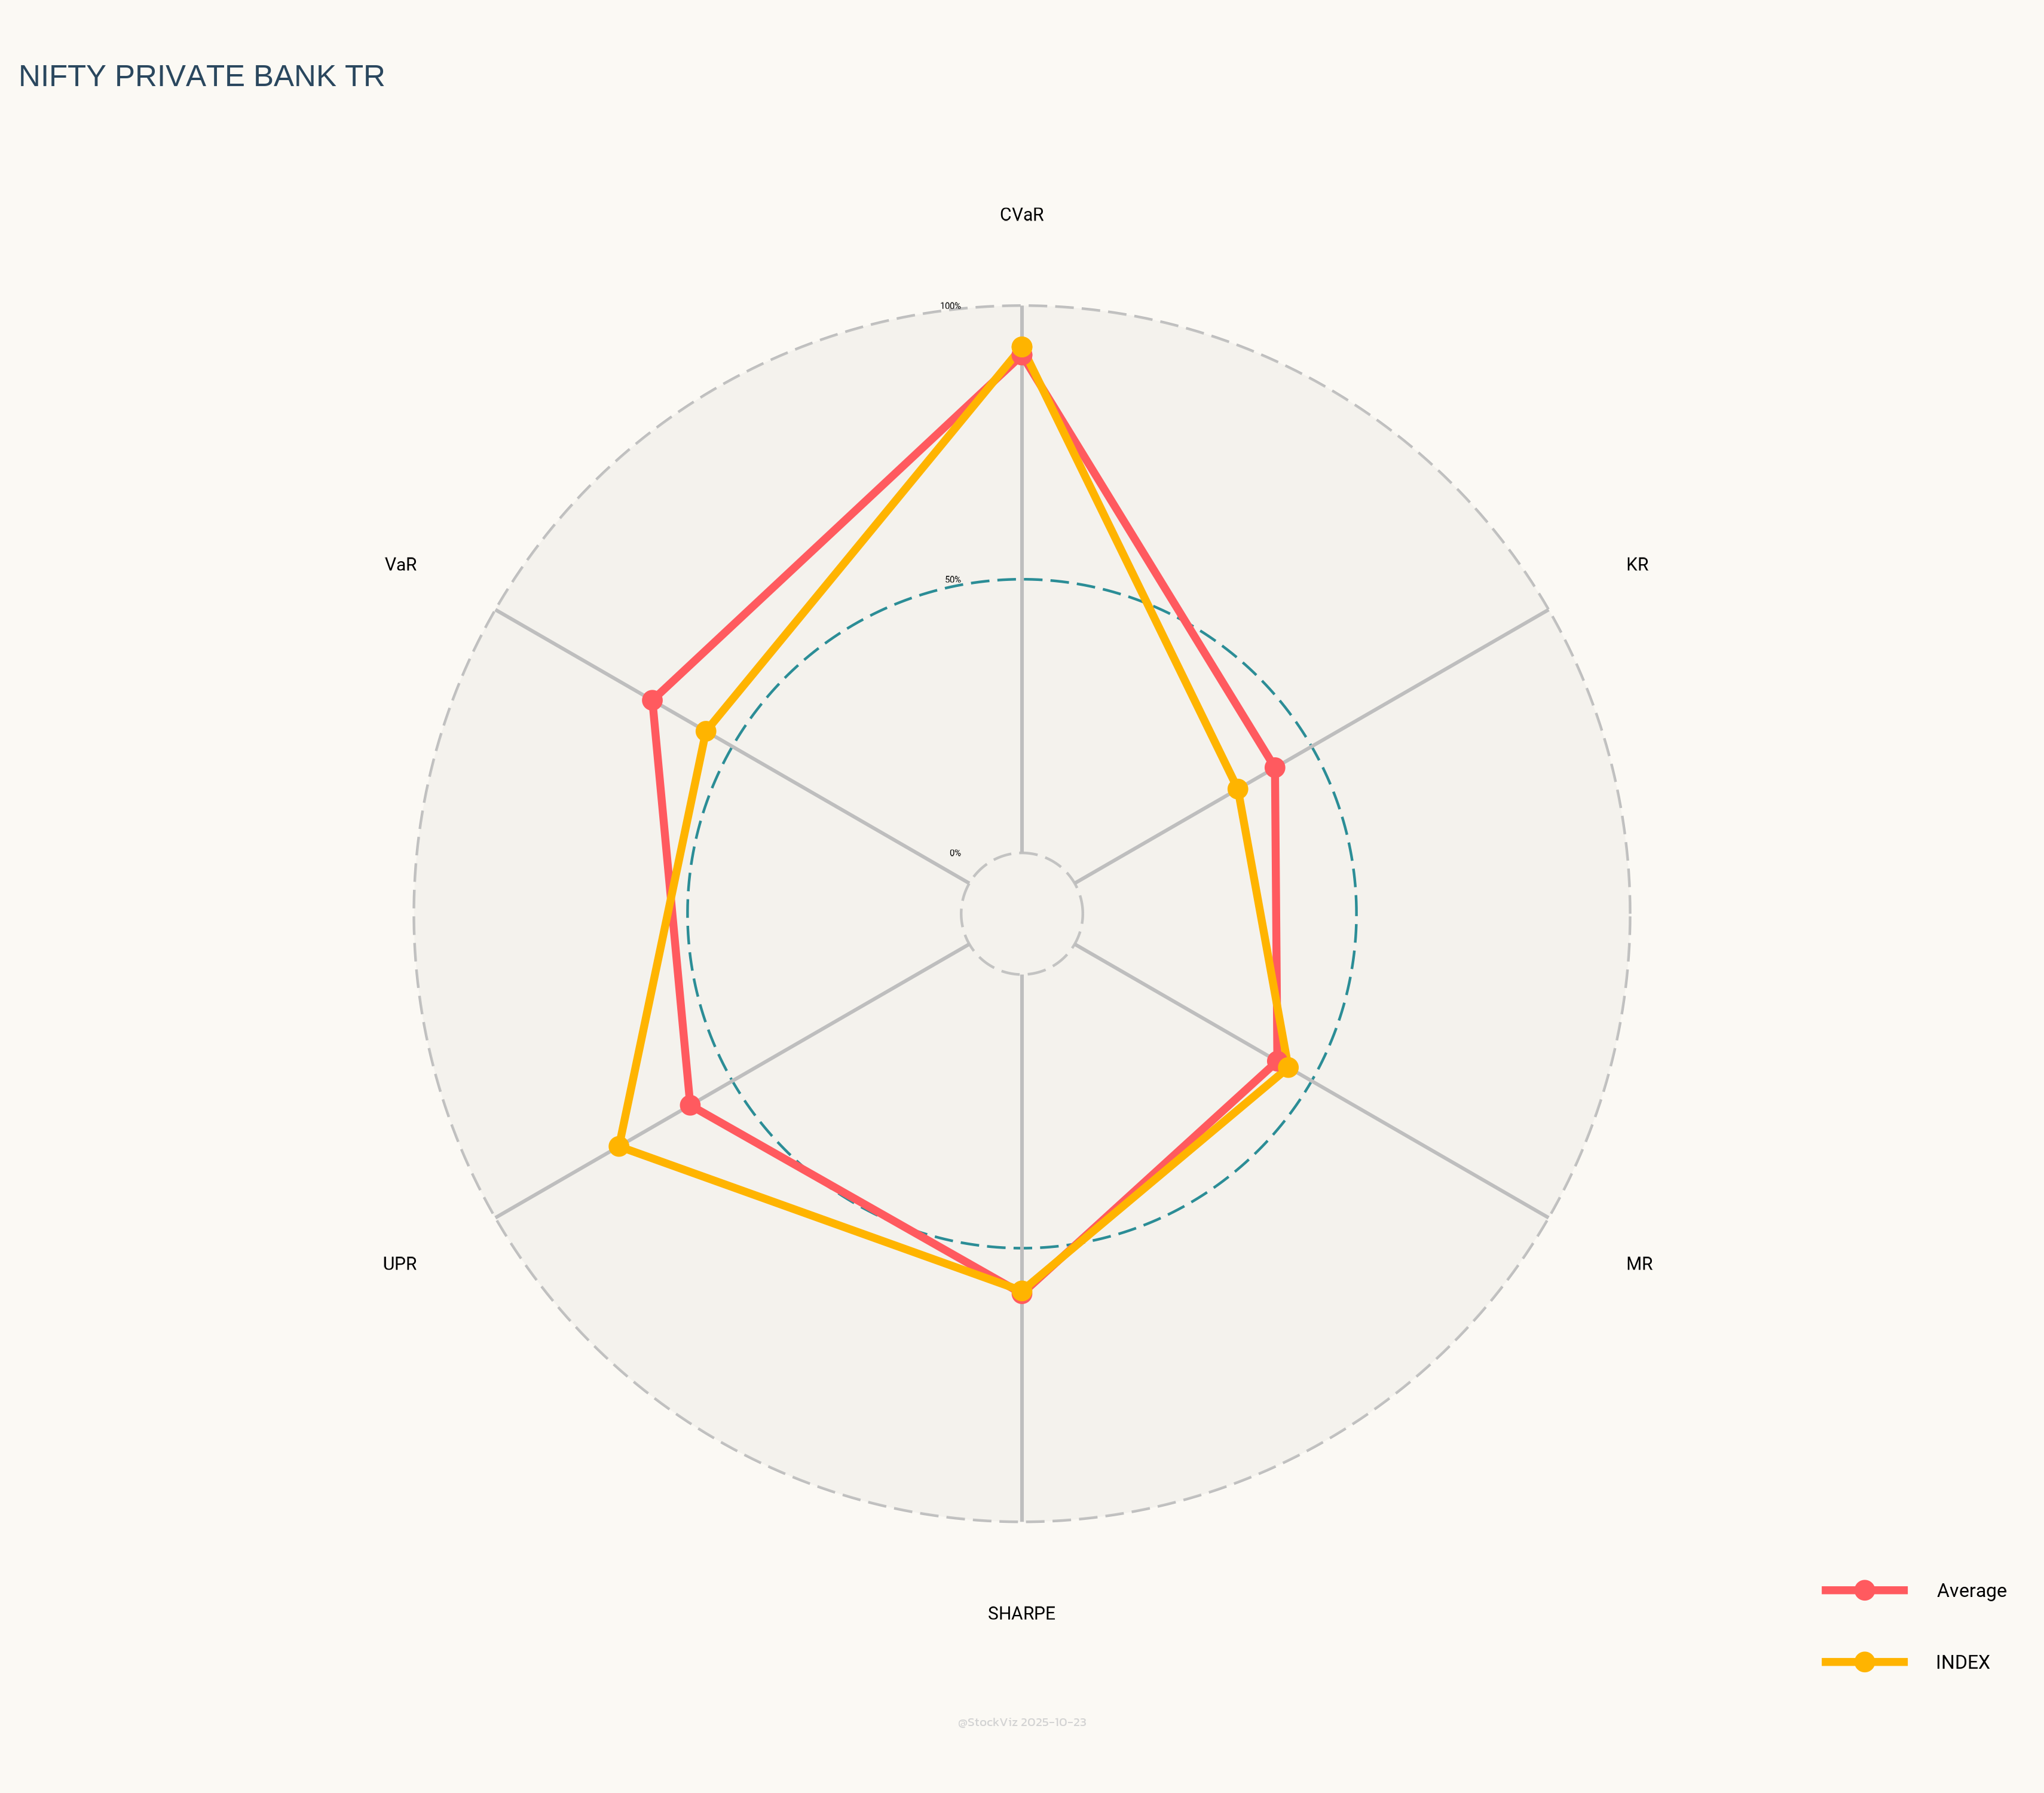 NIFTY PRIVATE BANK TR
CVaR
100%
VaR
KR
50%
0%
UPR
MR
SHARPE
Average
INDEX
@StockViz 2025-10-23